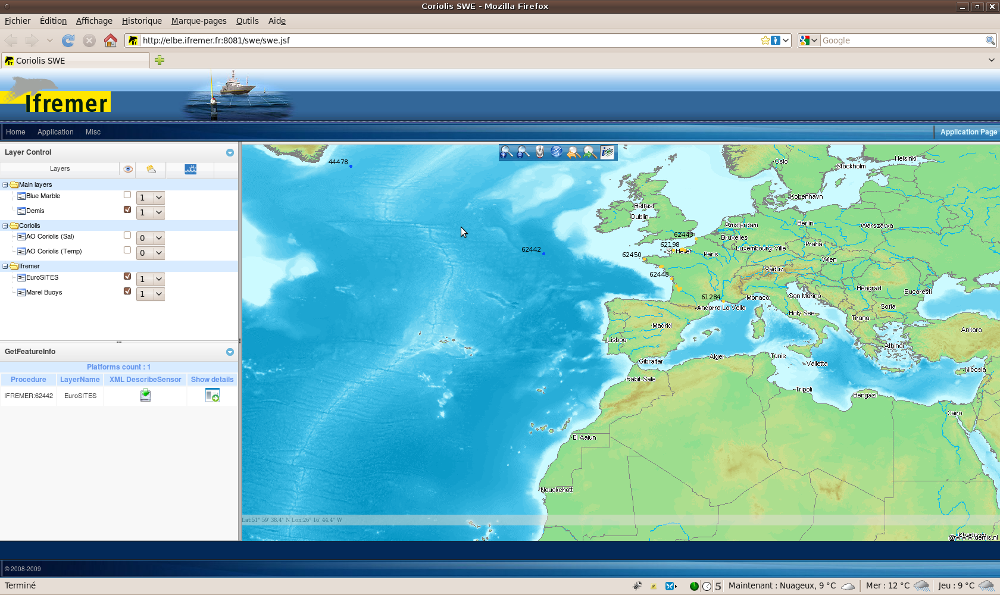 Coriolis SWE - Mozilla Firefox
Fichier Édition Affichage Historique Marque-pages Outils Aide
http://elbe.ifremer.fr:8081/swe/swe.jsf
Google
Coriolis SWE
Ifremer
Home Application Misc
Application Page
Layer Control
Layers
Main layers
Blue Marble 1
Demis 1
Coriolis
AO Coriolis (Sal) 0
AO Coriolis (Temp) 0
Ifremer
EuroSITES 1
Marel Buoys 1
GetFeatureInfo
Platforms count : 1
Procedure LayerName XML DescribeSensor Show details
IFREMER:62442 EuroSITES
44478
Oslo
Helsinki
Stockholm
Kobenhavn
Belfast
Dublin
Amsterdam
Berlin
Warszawa
62443
Bruxelles
62198
Luxembourg-Ville
Praha
62442
St. Helier
62450
Paris
Wien
Vaduz
62448
Beograd
Bucaresti
61284
Monaco
San Marino
Andorra La Vella
Sofia
Holy See
Tirana
Madrid
Ankara
Lisboa
Athinai
Gibraltar
Alger
Tunis
Valletta
Nicosia
Rabit-Sale
Tripoli
Bengazi
Cairo
El Aaiun
Nouakchott
Lat:51° 59' 38.4" N Lon:26° 16' 44.4" W
Khartoum
@www.demis.nl
© 2008-2009
Terminé
5 Maintenant : Nuageux, 9 °C Mer : 12 °C Jeu : 9 °C